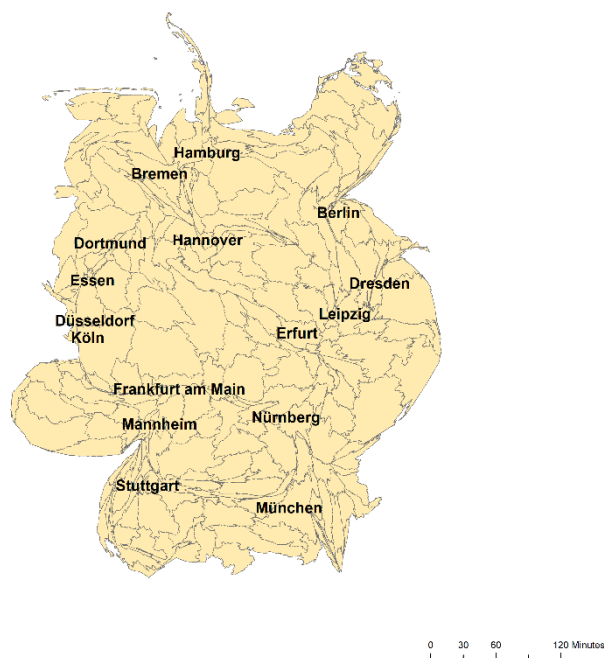 Hamburg
Bremen
Berlin
Dortmund
Hannover
Essen
Dresden
Leipzig
Düsseldorf
Erfurt
Köln
Frankfurt am Main
Nürnberg
Mannheim
Stuttgart
München
0 30 60 120 Minutes